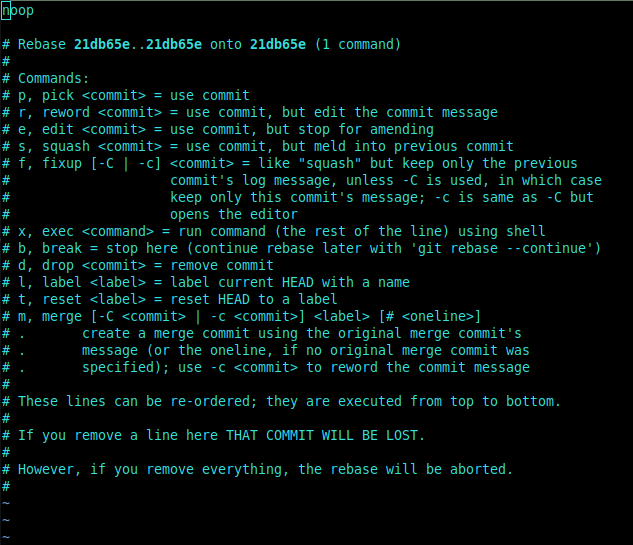 noop

# Rebase 21db65e..21db65e onto 21db65e (1 command)
#
# Commands:
# p, pick <commit> = use commit
# r, reword <commit> = use commit, but edit the commit message
# e, edit <commit> = use commit, but stop for amending
# s, squash <commit> = use commit, but meld into previous commit
# f, fixup [-C | -c] <commit> = like "squash" but keep only the previous
#                    commit's log message, unless -C is used, in which case
#                    keep only this commit's message; -c is same as -C but
#                    opens the editor
# x, exec <command> = run command (the rest of the line) using shell
# b, break = stop here (continue rebase later with 'git rebase --continue')
# d, drop <commit> = remove commit
# l, label <label> = label current HEAD with a name
# t, reset <label> = reset HEAD to a label
# m, merge [-C <commit> | -c <commit>] <label> [# <oneline>]
# .       create a merge commit using the original merge commit's
# .       message (or the oneline, if no original merge commit was
# .       specified); use -c <commit> to reword the commit message
#
# These lines can be re-ordered; they are executed from top to bottom.
#
# If you remove a line here THAT COMMIT WILL BE LOST.
#
# However, if you remove everything, the rebase will be aborted.
#
~
~
~